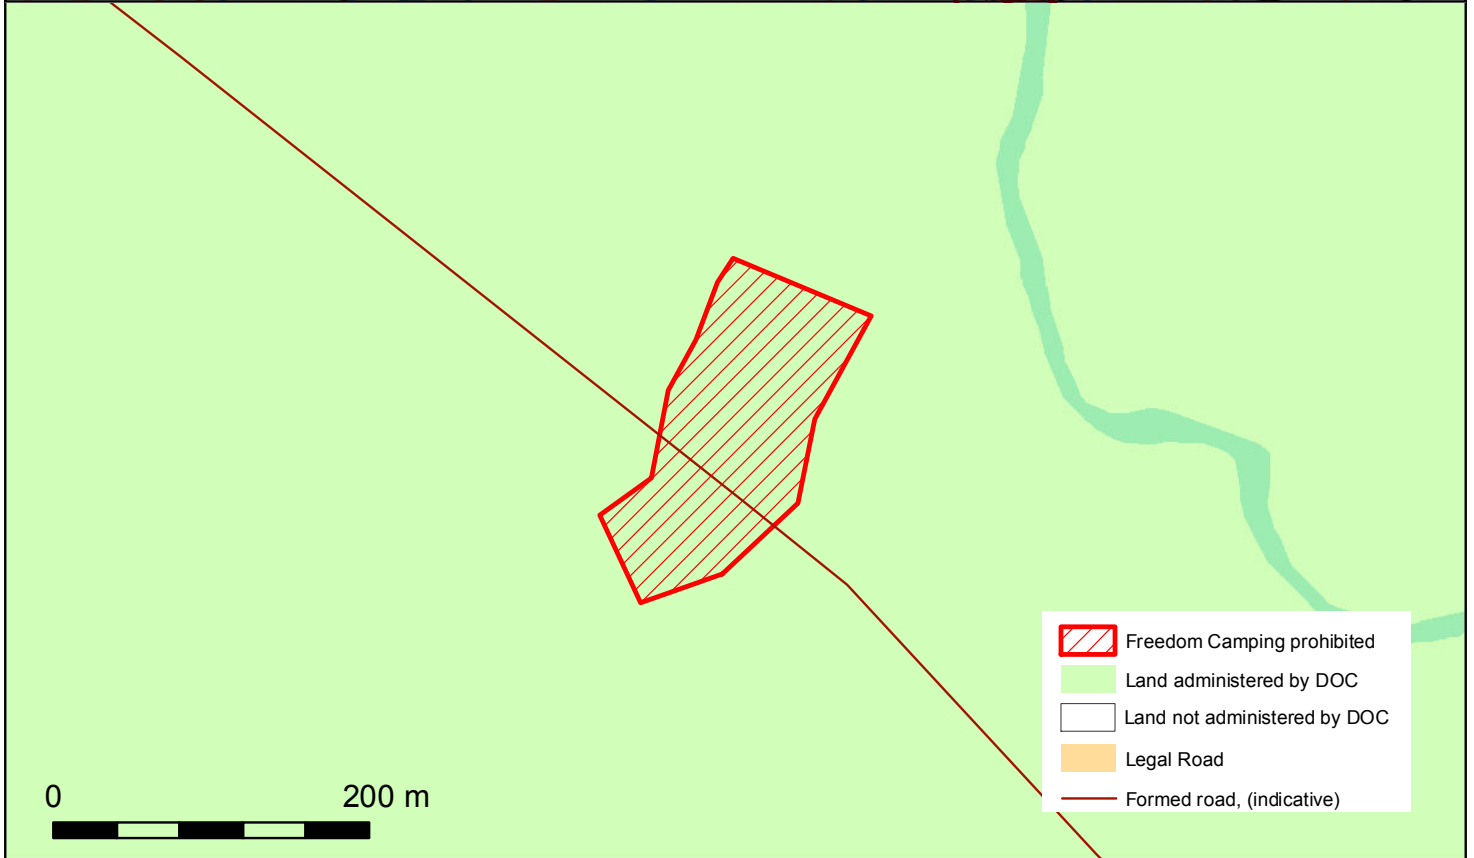 Freedom Camping prohibited
Land administered by DOC
Land not administered by DOC
Legal Road
Formed road, (indicative)
0 200 m